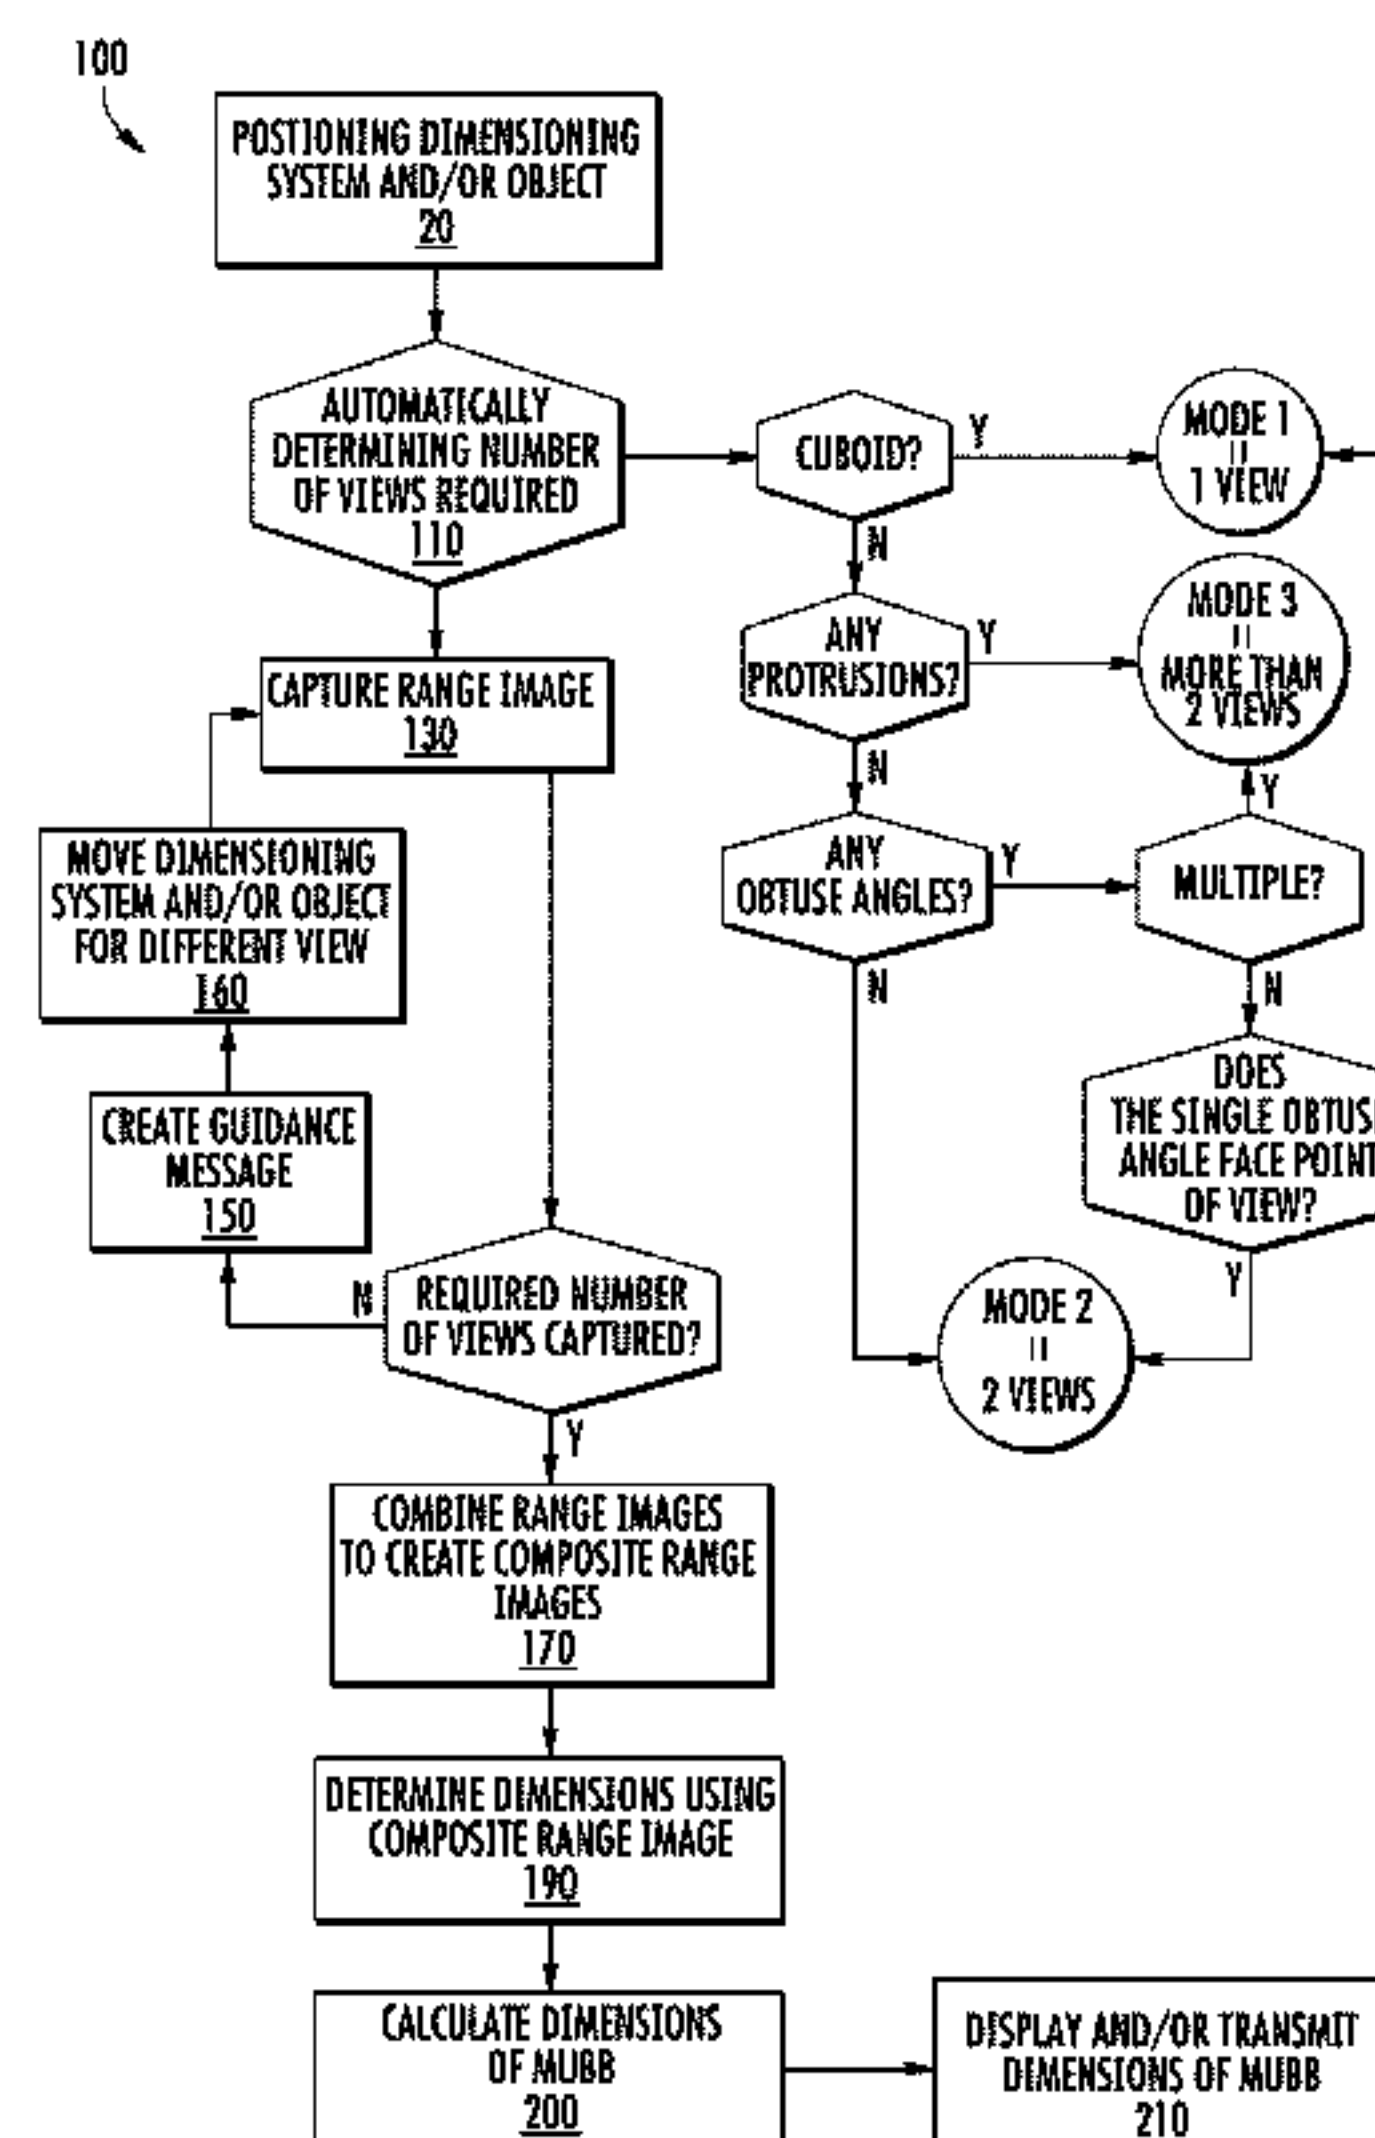 100
POSTIONING DIMENSIONING
SYSTEM AND/OR OBJECT
20
AUTOMATICALLY
DETERMINING NUMBER
OF VIEWS REQUIRED
110
CUBOID?
Y
MODE 1
=
1 VIEW
N
ANY
PROTRUSIONS?
Y
MODE 3
=
MORE THAN
2 VIEWS
CAPTURE RANGE IMAGE
130
N
Y
ANY
OBTUSE ANGLES?
Y
MULTIPLE?
MOVE DIMENSIONING
SYSTEM AND/OR OBJECT
FOR DIFFERENT VIEW
160
N
N
DOES
THE SINGLE OBTUSE
ANGLE FACE POINT
OF VIEW?
Y
CREATE GUIDANCE
MESSAGE
150
N
REQUIRED NUMBER
OF VIEWS CAPTURED?
MODE 2
=
2 VIEWS
Y
COMBINE RANGE IMAGES
TO CREATE COMPOSITE RANGE
IMAGES
170
DETERMINE DIMENSIONS USING
COMPOSITE RANGE IMAGE
190
CALCULATE DIMENSIONS
OF MUBB
200
DISPLAY AND/OR TRANSMIT
DIMENSIONS OF MUBB
210